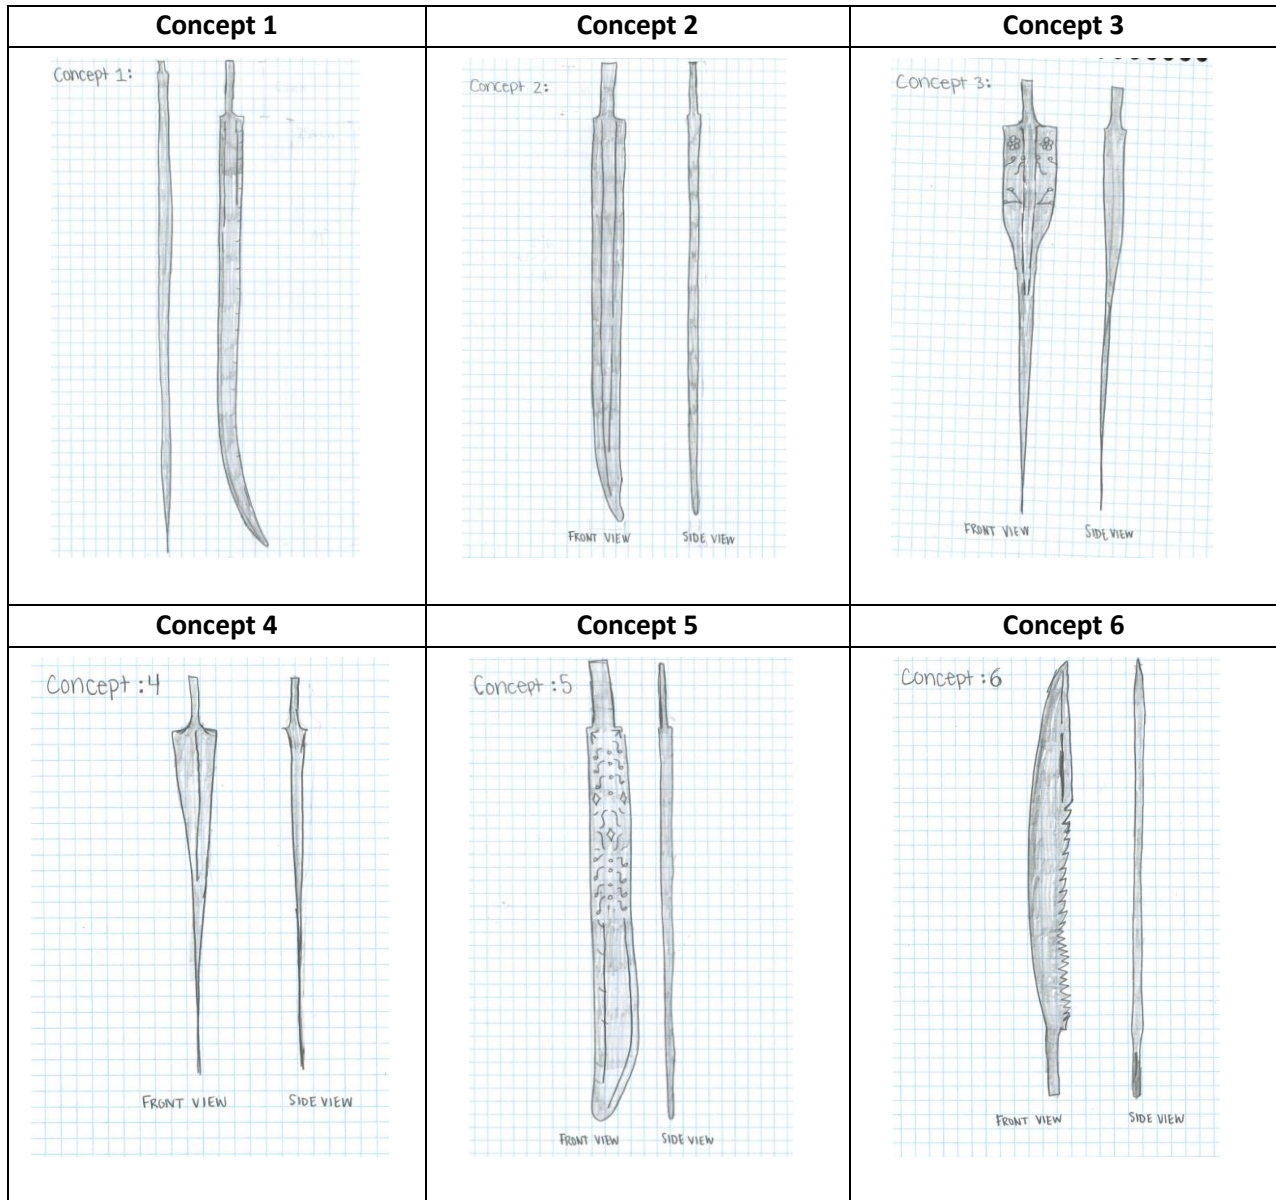 Concept 1
Concept 2
Concept 3
Concept 1:
Concept 2:
FRONT VIEW
SIDE VIEW
Concept 3:
FRONT VIEW
SIDE VIEW
Concept 4
Concept 5
Concept 6
Concept :4
FRONT VIEW
SIDE VIEW
Concept :5
FRONT VIEW
SIDE VIEW
Concept :6
FRONT VIEW
SIDE VIEW